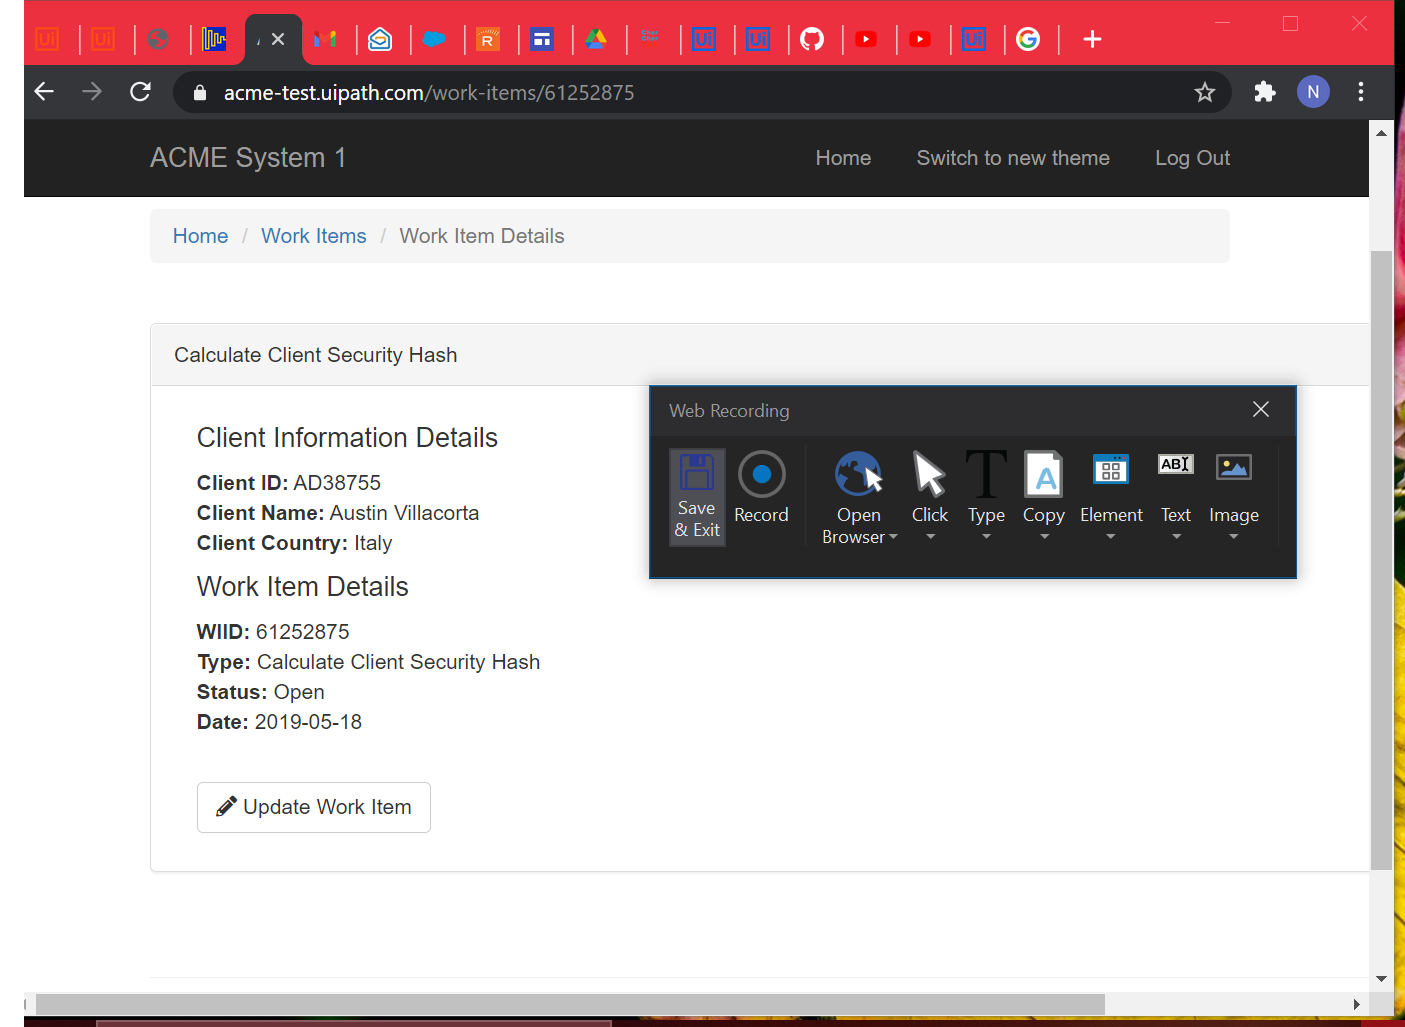 acme-test.uipath.com/work-items/61252875
N
ACME System 1
Home
Switch to new theme
Log Out
Home / Work Items / Work Item Details
Calculate Client Security Hash
Client Information Details
Client ID: AD38755
Client Name: Austin Villacorta
Client Country: Italy
Work Item Details
WIID: 61252875
Type: Calculate Client Security Hash
Status: Open
Date: 2019-05-18
Update Work Item
Web Recording
Save & Exit
Record
Open Browser
Click
Type
Copy
Element
Text
Image